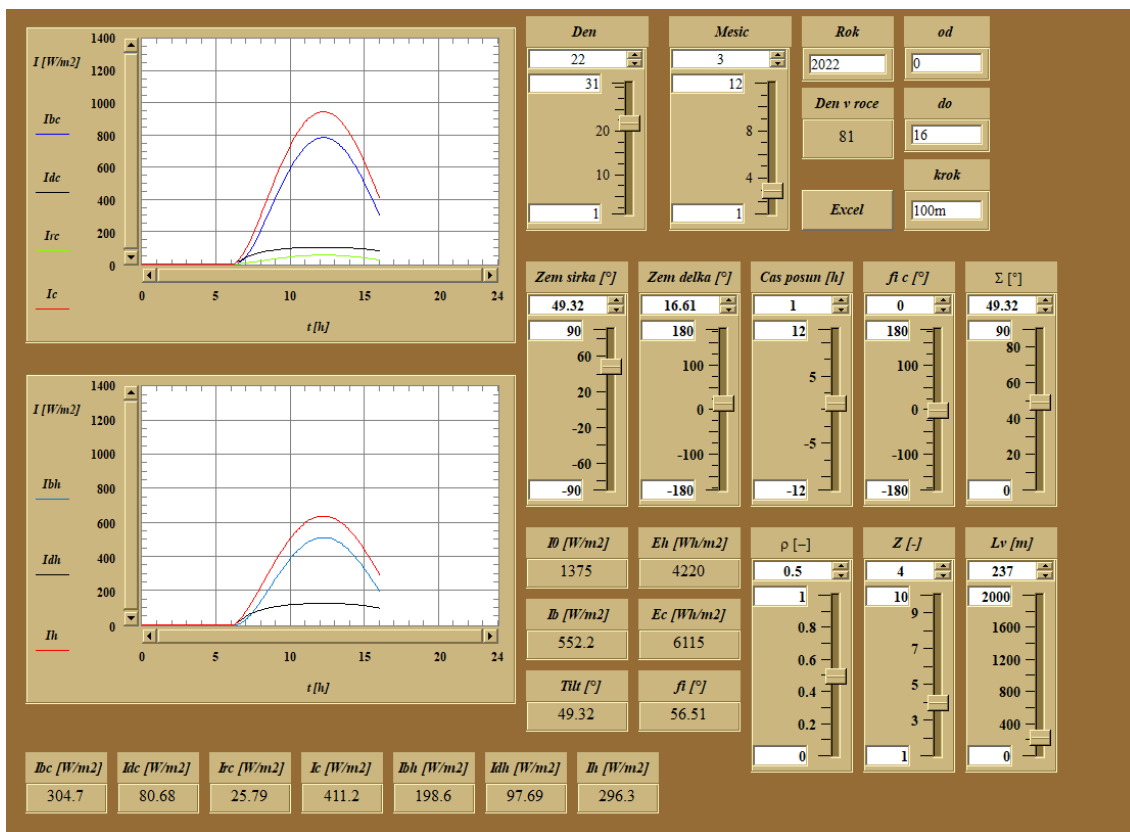 I [W/m2]
1400
1200
1000
800
600
400
200
0
Ibc
Idc
Irc
Ic
0 5 10 15 20 24
t [h]
I [W/m2]
1400
1200
1000
800
600
400
200
0
Ibh
Idh
Ih
0 5 10 15 20 24
t [h]
Den Mesic Rok od
22 3 2022 0
31 12
20 8
10 4
1 1
Den v roce do
81 16
krok
Excel 100m
Zem sirka [°] Zem delka [°] Cas posun [h] fi c [°] Σ [°]
49.32 16.61 1 0 49.32
90 180 12 180 90
60 100 5 100 80
20 0 -5 0 60
-20 -100 -100 40
-60 20
-90 -180 -12 -180 0
I0 [W/m2] Eh [Wh/m2]
1375 4220
Ib [W/m2] Ec [Wh/m2]
552.2 6115
Tilt [°] fi [°]
49.32 56.51
ρ [–] Z [-] Lv [m]
0.5 4 237
1 10 2000
0.8 9 1600
0.6 7 1200
0.4 5 800
0.2 3 400
0 1 0
Ibc [W/m2] Idc [W/m2] Irc [W/m2] Ic [W/m2] Ibh [W/m2] Idh [W/m2] Ih [W/m2]
304.7 80.68 25.79 411.2 198.6 97.69 296.3